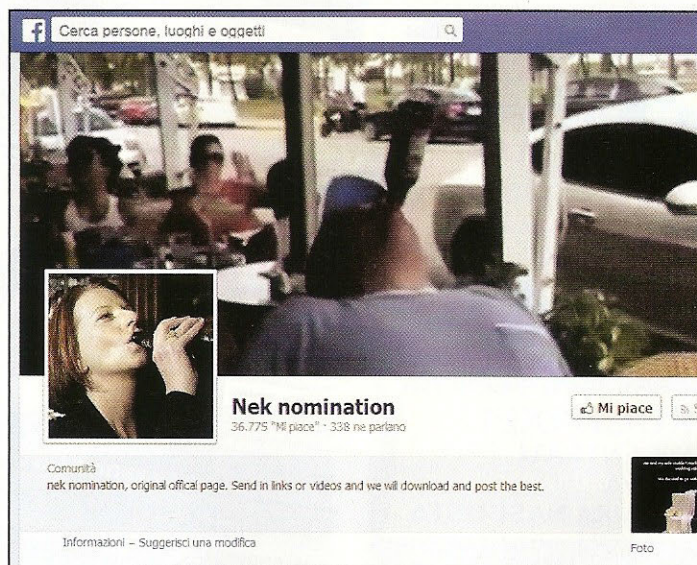 f
Cerca persone, luoghi e oggetti
Nek nomination
36.775 "Mi piace" · 338 ne parlano
Mi piace
Comunità
nek nomination, original offical page. Send in links or videos and we will download and post the best.
Informazioni – Suggerisci una modifica
Foto